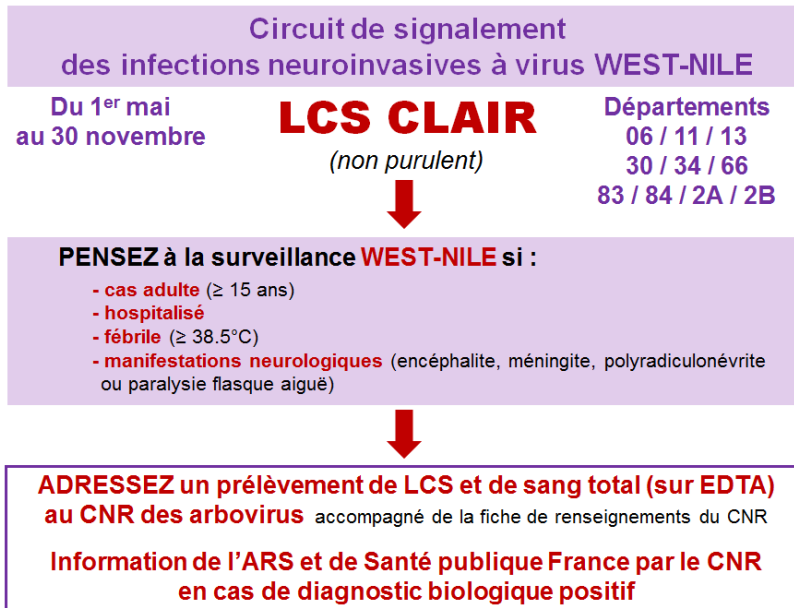 Circuit de signalement
des infections neuroinvasives à virus WEST-NILE
Du 1er mai
au 30 novembre
LCS CLAIR
(non purulent)
Départements
06 / 11 / 13
30 / 34 / 66
83 / 84 / 2A / 2B
PENSEZ à la surveillance WEST-NILE si :
- cas adulte (≥ 15 ans)
- hospitalisé
- fébrile (≥ 38.5°C)
- manifestations neurologiques (encéphalite, méningite, polyradiculonévrite
ou paralysie flasque aiguë)
ADRESSEZ un prélèvement de LCS et de sang total (sur EDTA)
au CNR des arbovirus accompagné de la fiche de renseignements du CNR
Information de l’ARS et de Santé publique France par le CNR
en cas de diagnostic biologique positif